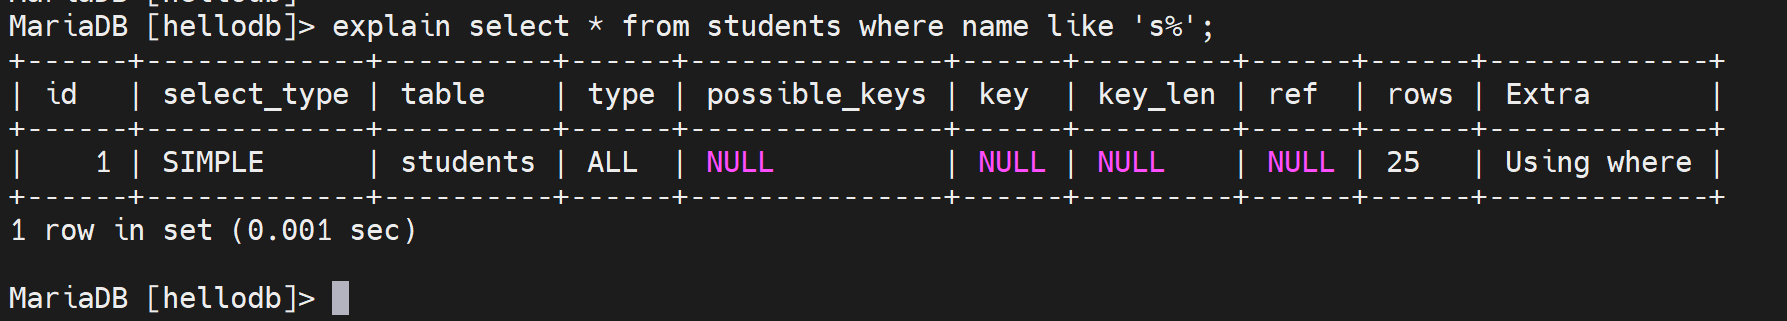 MariaDB [hellodb]> explain select * from students where name like 's%';
+------+-------------+----------+------+---------------+------+---------+------+------+-------------+
| id   | select_type | table    | type | possible_keys | key  | key_len | ref  | rows | Extra       |
+------+-------------+----------+------+---------------+------+---------+------+------+-------------+
|    1 | SIMPLE      | students | ALL  | NULL          | NULL | NULL    | NULL | 25   | Using where |
+------+-------------+----------+------+---------------+------+---------+------+------+-------------+
1 row in set (0.001 sec)
MariaDB [hellodb]>